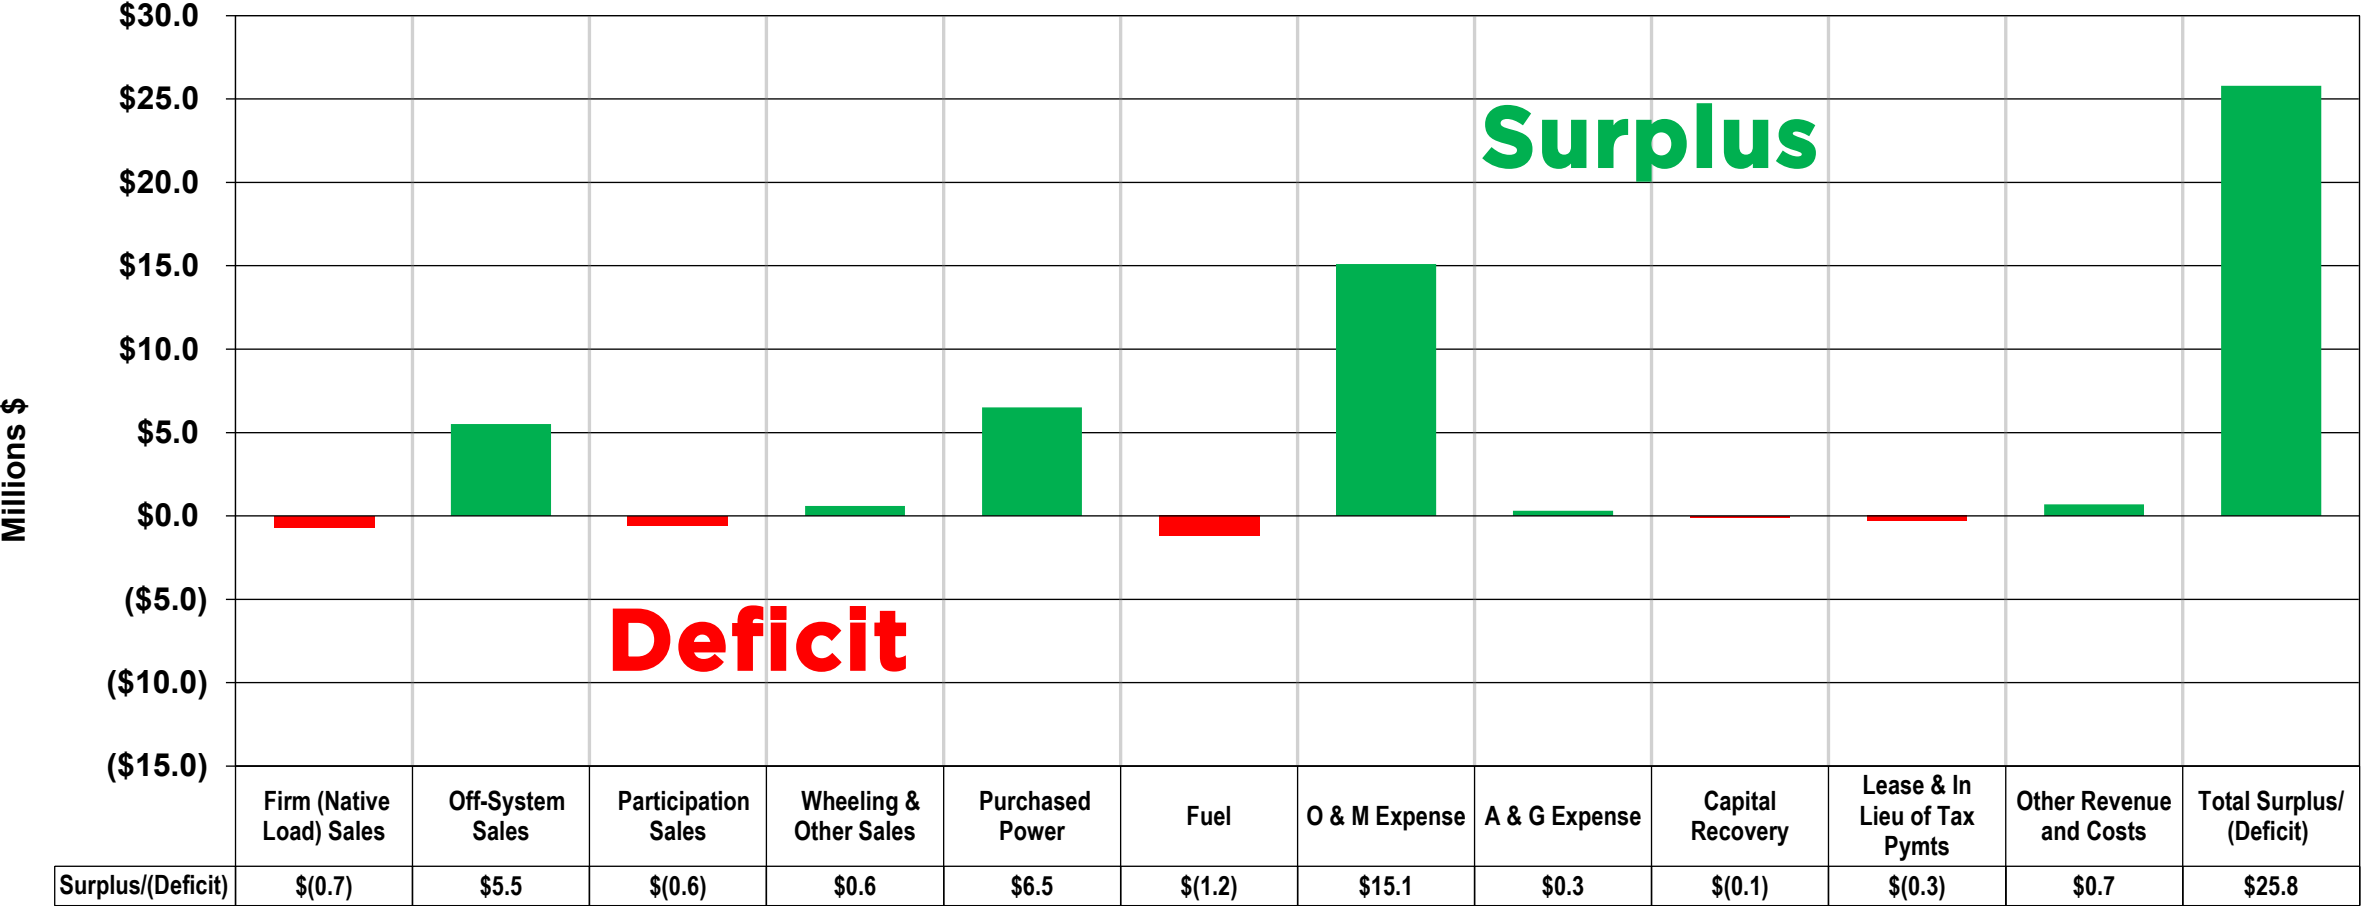 $30.0
$25.0
$20.0
$15.0
$10.0
$5.0
$0.0
($5.0)
($10.0)
($15.0)
Millions $
Surplus
Deficit
Firm (Native
Load) Sales
Off-System
Sales
Participation
Sales
Wheeling &
Other Sales
Purchased
Power
Fuel
O & M Expense
A & G Expense
Capital
Recovery
Lease & In
Lieu of Tax
Pymts
Other Revenue
and Costs
Total Surplus/
(Deficit)
Surplus/(Deficit) $(0.7) $5.5 $(0.6) $0.6 $6.5 $(1.2) $15.1 $0.3 $(0.1) $(0.3) $0.7 $25.8